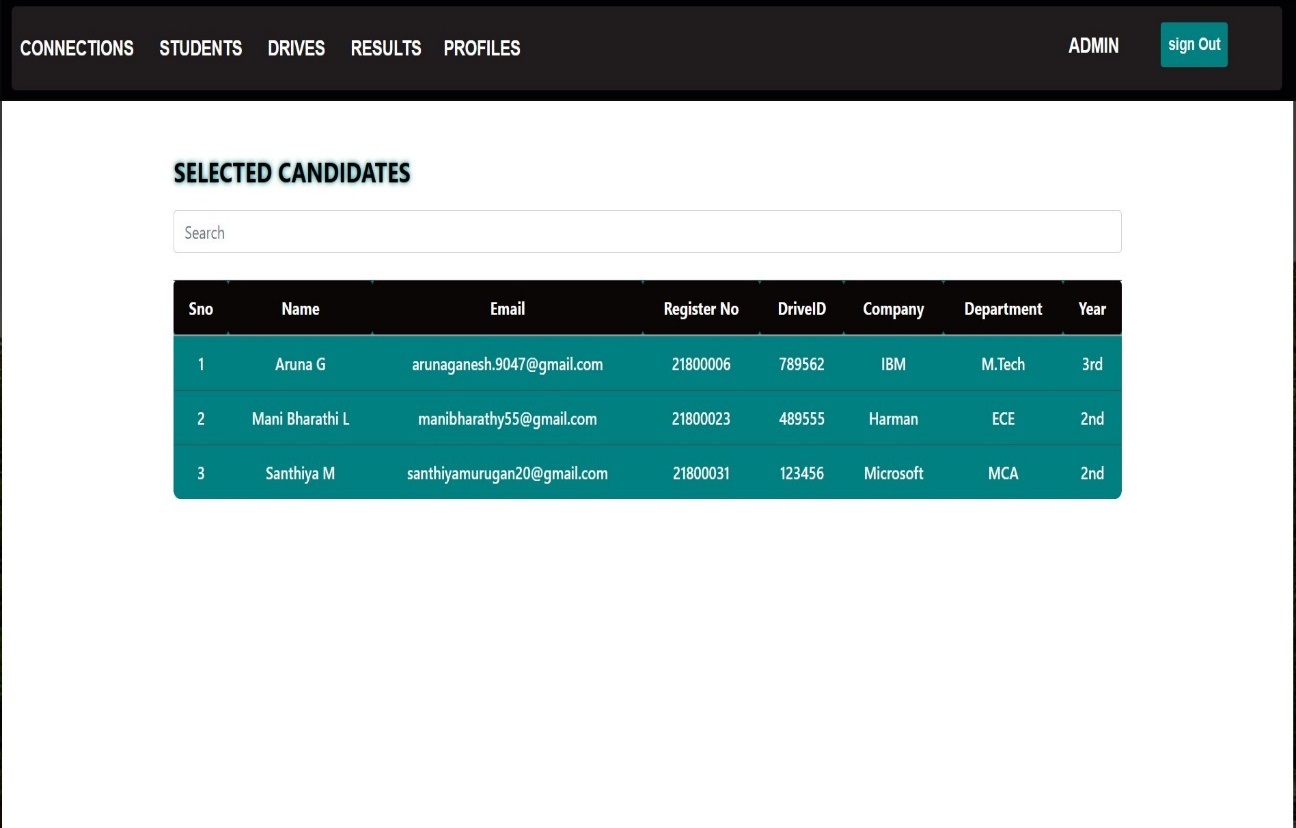 CONNECTIONS STUDENTS DRIVES RESULTS PROFILES ADMIN sign Out
SELECTED CANDIDATES
Search
Sno Name Email Register No DriveID Company Department Year
1 Aruna G arunaganesh.9047@gmail.com 21800006 789562 IBM M.Tech 3rd
2 Mani Bharathi L manibharathy55@gmail.com 21800023 489555 Harman ECE 2nd
3 Santhiya M santhiyamurugan20@gmail.com 21800031 123456 Microsoft MCA 2nd